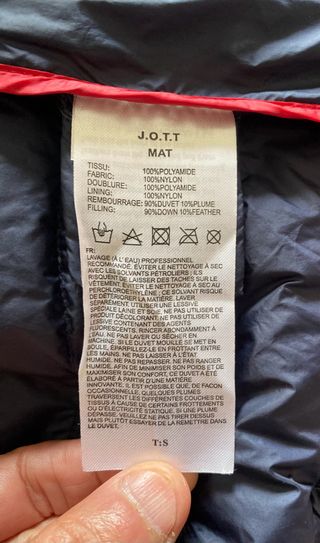 J.O.T.T
MAT
TISSU: 100%POLYAMIDE
FABRIC: 100%NYLON
DOUBLURE: 100%POLYAMIDE
LINING: 100%NYLON
REMBOURRAGE: 90%DUVET 10%PLUME
FILLING: 90%DOWN 10%FEATHER
FR:
LAVAGE (À L'EAU) PROFESSIONNEL
RECOMMANDÉ. ÉVITER LE NETTOYAGE À SEC
AVEC LES SOLVANTS PÉTROLIERS : ILS
RISQUENT DE LAISSER DES TACHES SUR LE
VÊTEMENT. ÉVITER LE NETTOYAGE À SEC AU
PERCHLOROÉTHYLÈNE : CE SOLVANT RISQUE
DE DÉTÉRIORER LA MATIÈRE. LAVER
SÉPARÉMENT. UTILISER UNE LESSIVE
SPÉCIALE LAINE ET SOIE. NE PAS UTILISER DE
PRODUIT DÉCOLORANT. NE PAS UTILISER DE
LESSIVE CONTENANT DES AGENTS
FLUORESCENTS. RINCER ABONDAMMENT À
L'EAU. NE PAS LAVER OU SÉCHER EN
MACHINE. SI LE DUVET MOUILLÉ SE MET EN
BOULE, ÉPARPILLEZ-LE EN FROTTANT ENTRE
LES MAINS. NE PAS LAISSER À L'ÉTAT
HUMIDE. NE PAS REPASSER. NE PAS RANGER
HUMIDE. AFIN DE MINIMISER SON POIDS ET DE
MAXIMISER SON CONFORT, CE DUVET A ÉTÉ
ÉLABORÉ À PARTIR D'UNE MATIÈRE
INNOVANTE; IL EST POSSIBLE QUE, DE FAÇON
OCCASIONNELLE, QUELQUES PLUMES
TRAVERSENT LES DIFFÉRENTES COUCHES DE
TISSUS À CAUSE DE CERTAINS FROTTEMENTS
OU D'ÉLECTRICITÉ STATIQUE. SI UNE PLUME
DÉPASSE, VEUILLEZ NE PAS TIRER DESSUS
MAIS PLUTÔT ESSAYER DE LA REMETTRE DANS
LE DUVET.
T:S